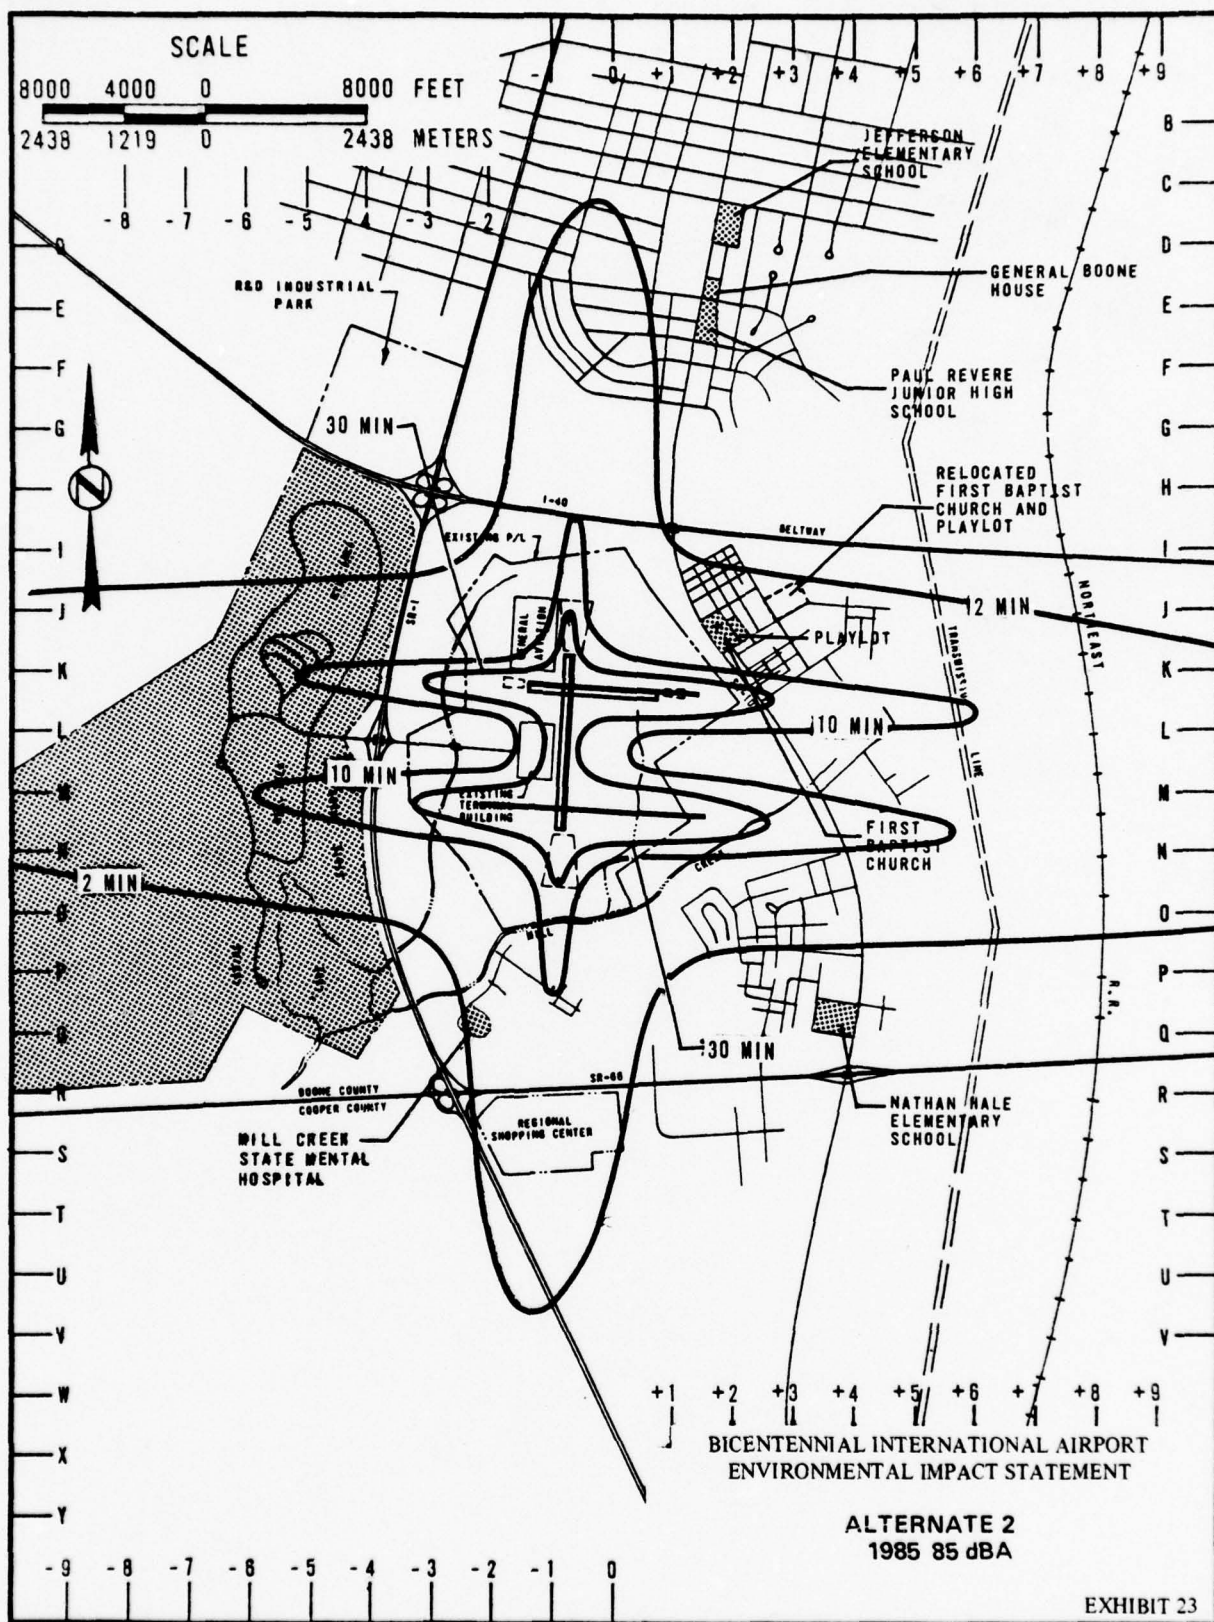 SCALE
8000 4000 0 8000 FEET
2438 1219 0 2438 METERS
-8 -7 -6 -5 -4 -3 -2
-1 0 +1 +2 +3 +4 +5 +6 +7 +8 +9
B
C
D
E
F
G
H
I
J
K
L
M
N
O
P
Q
R
S
T
U
V
JEFFERSON
ELEMENTARY
SCHOOL
GENERAL BOONE
HOUSE
R&D INDUSTRIAL
PARK
PAUL REVERE
JUNIOR HIGH
SCHOOL
30 MIN
RELOCATED
FIRST BAPTIST
CHURCH AND
PLAYLOT
I-40
BELTWAY
EXISTING P/L
SR-1
GENERAL
AVIATION
2 MIN
PLAYLOT
TRANSMISSION
LINE
NORTHEAST
R.R.
10 MIN
10 MIN
EXISTING
TERMINAL
BUILDING
FIRST
BAPTIST
CHURCH
2 MIN
MILL
CREEK
30 MIN
SR-66
BOONE COUNTY
COOPER COUNTY
REGIONAL
SHOPPING CENTER
MILL CREEK
STATE MENTAL
HOSPITAL
NATHAN HALE
ELEMENTARY
SCHOOL
D
E
F
G
I
J
K
L
M
N
O
P
Q
S
T
U
V
W
X
Y
+1 +2 +3 +4 +5 +6 +7 +8 +9
BICENTENNIAL INTERNATIONAL AIRPORT
ENVIRONMENTAL IMPACT STATEMENT
ALTERNATE 2
1985 85 dBA
-9 -8 -7 -6 -5 -4 -3 -2 -1 0
EXHIBIT 23